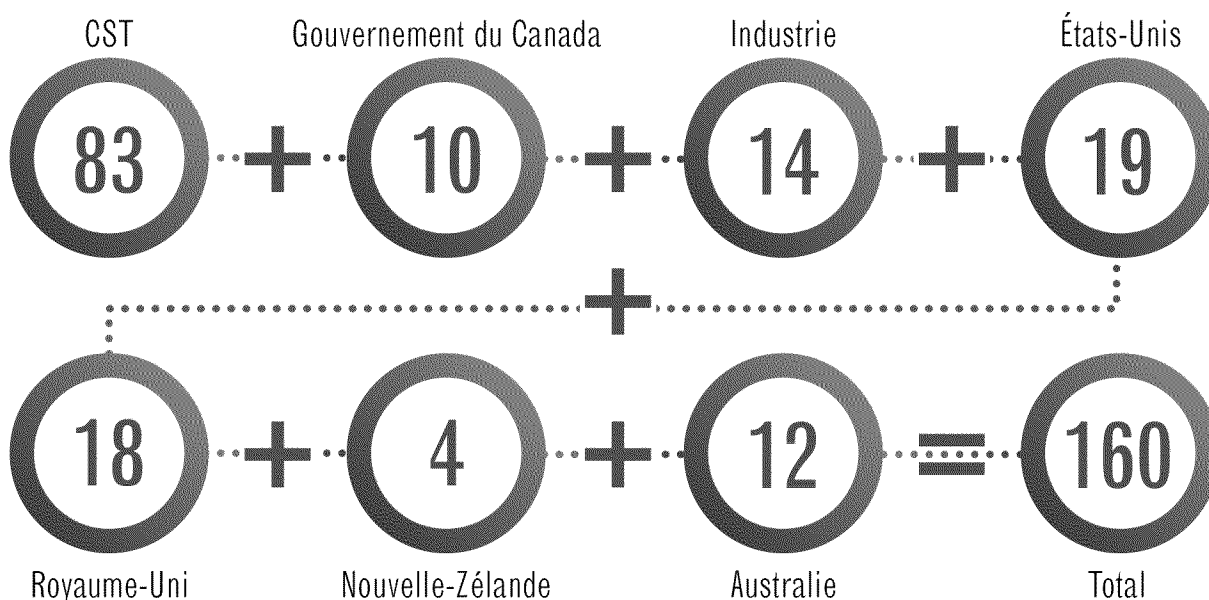 CST Gouvernement du Canada Industrie États-Unis
83 + 10 + 14 + 19
+
18 + 4 + 12 = 160
Royaume-Uni Nouvelle-Zélande Australie Total